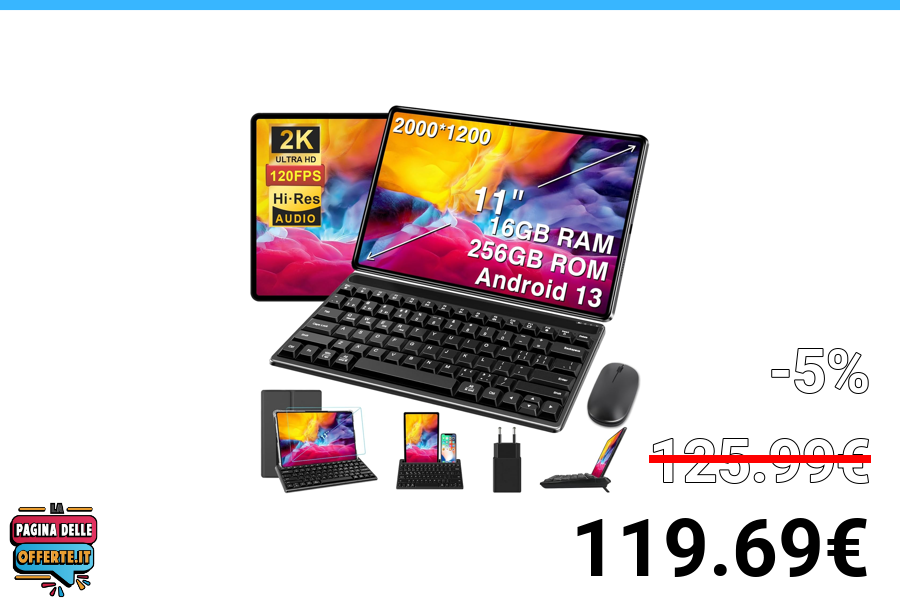 2K
ULTRA HD
120FPS
Hi-Res
AUDIO
2000*1200
11"
16GB RAM
256GB ROM
Android 13
-5%
125.99€
119.69€
LA
PAGINA DELLE
OFFERTE.IT